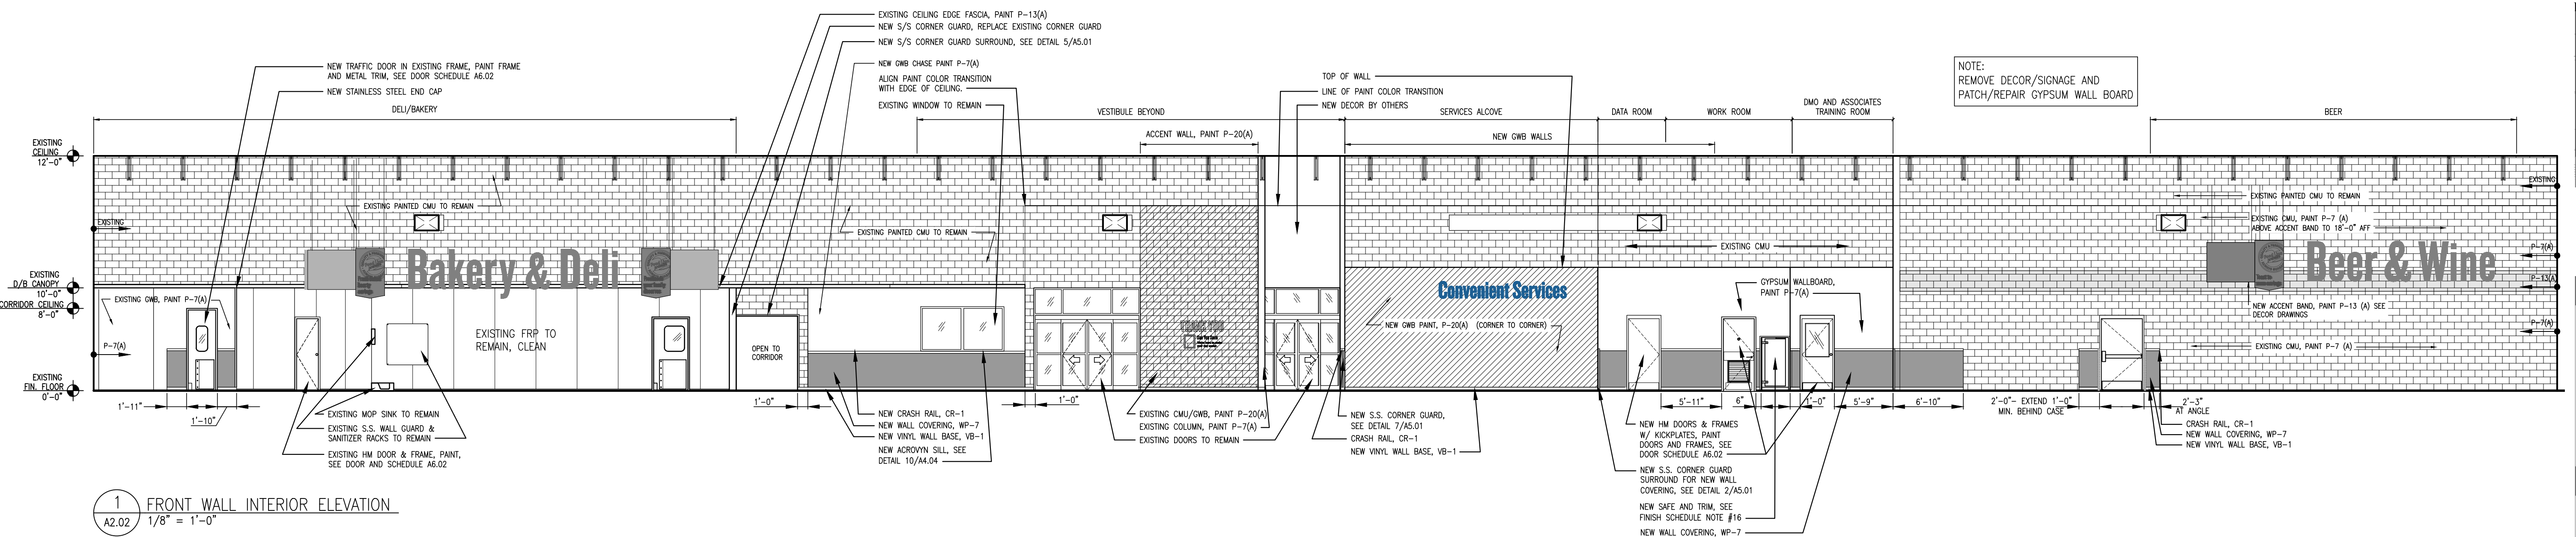 EXISTING CEILING EDGE FASCIA, PAINT P-13(A)
NEW S/S CORNER GUARD, REPLACE EXISTING CORNER GUARD
NEW S/S CORNER GUARD SURROUND, SEE DETAIL 5/A5.01
NEW TRAFFIC DOOR IN EXISTING FRAME, PAINT FRAME
AND METAL TRIM, SEE DOOR SCHEDULE A6.02
NEW STAINLESS STEEL END CAP
NEW GWB CHASE PAINT P-7(A)
ALIGN PAINT COLOR TRANSITION
WITH EDGE OF CEILING.
EXISTING WINDOW TO REMAIN
TOP OF WALL
LINE OF PAINT COLOR TRANSITION
NEW DECOR BY OTHERS
NOTE:
REMOVE DECOR/SIGNAGE AND
PATCH/REPAIR GYPSUM WALL BOARD
DELI/BAKERY
VESTIBULE BEYOND
SERVICES ALCOVE
DATA ROOM
WORK ROOM
DMO AND ASSOCIATES
TRAINING ROOM
BEER
ACCENT WALL, PAINT P-20(A)
NEW GWB WALLS
EXISTING
CEILING
12'-0"
EXISTING
D/B CANOPY
10'-0"
CORRIDOR CEILING
8'-0"
EXISTING
FIN. FLOOR
0'-0"
EXISTING
EXISTING PAINTED CMU TO REMAIN
Bakery & Deli
EXISTING GWB, PAINT P-7(A)
P-7(A)
EXISTING FRP TO
REMAIN, CLEAN
OPEN TO
CORRIDOR
EXISTING PAINTED CMU TO REMAIN
THANK YOU
Convenient Services
NEW GWB PAINT, P-20(A) (CORNER TO CORNER)
EXISTING CMU
GYPSUM WALLBOARD,
PAINT P-7(A)
EXISTING
EXISTING PAINTED CMU TO REMAIN
EXISTING CMU, PAINT P-7 (A)
ABOVE ACCENT BAND TO 18'-0" AFF
P-7(A)
Beer & Wine
P-13(A)
NEW ACCENT BAND, PAINT P-13 (A) SEE
DECOR DRAWINGS
P-7(A)
EXISTING CMU, PAINT P-7 (A)
1'-11"
1'-10"
1'-0"
1'-0"
5'-11"
6"
1'-0"
5'-9"
6'-10"
2'-0"- EXTEND 1'-0"
MIN. BEHIND CASE
2'-3"
AT ANGLE
EXISTING MOP SINK TO REMAIN
EXISTING S.S. WALL GUARD &
SANITIZER RACKS TO REMAIN
EXISTING HM DOOR & FRAME, PAINT,
SEE DOOR AND SCHEDULE A6.02
NEW CRASH RAIL, CR-1
NEW WALL COVERING, WP-7
NEW VINYL WALL BASE, VB-1
NEW ACROVYN SILL, SEE
DETAIL 10/A4.04
EXISTING CMU/GWB, PAINT P-20(A)
EXISTING COLUMN, PAINT P-7(A)
EXISTING DOORS TO REMAIN
NEW S.S. CORNER GUARD,
SEE DETAIL 7/A5.01
CRASH RAIL, CR-1
NEW VINYL WALL BASE, VB-1
NEW HM DOORS & FRAMES
W/ KICKPLATES, PAINT
DOORS AND FRAMES, SEE
DOOR SCHEDULE A6.02
NEW S.S. CORNER GUARD
SURROUND FOR NEW WALL
COVERING, SEE DETAIL 2/A5.01
NEW SAFE AND TRIM, SEE
FINISH SCHEDULE NOTE #16
NEW WALL COVERING, WP-7
CRASH RAIL, CR-1
NEW WALL COVERING, WP-7
NEW VINYL WALL BASE, VB-1
1
A2.02
FRONT WALL INTERIOR ELEVATION
1/8" = 1'-0"